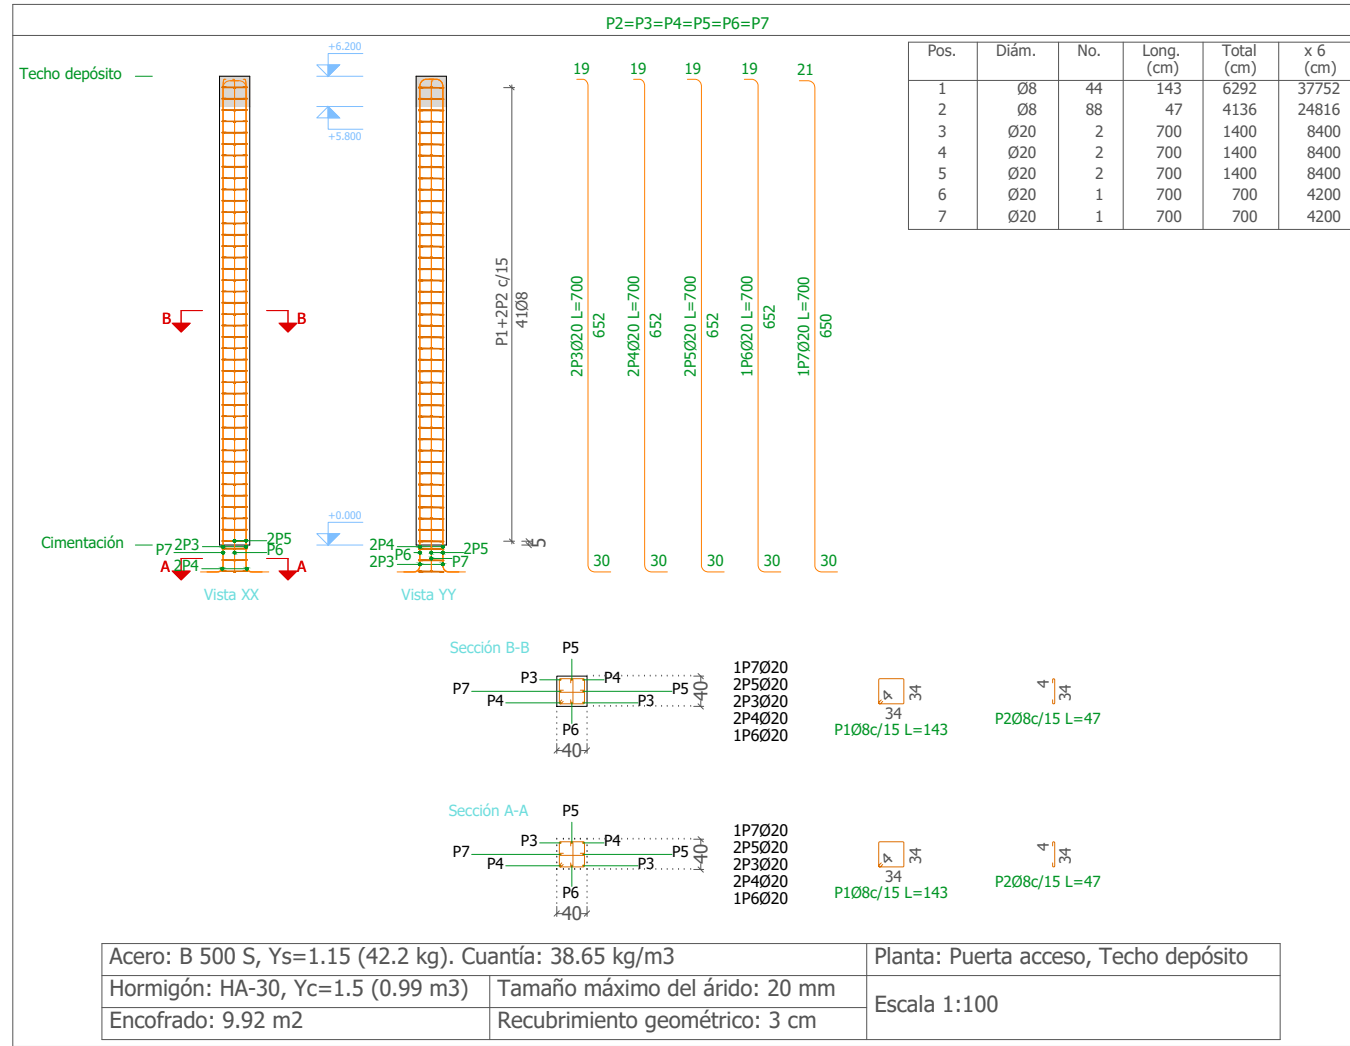 P2=P3=P4=P5=P6=P7
Pos. Diám. No. Long. (cm) Total (cm) x 6 (cm)
1 Ø8 44 143 6292 37752
2 Ø8 88 47 4136 24816
3 Ø20 2 700 1400 8400
4 Ø20 2 700 1400 8400
5 Ø20 2 700 1400 8400
6 Ø20 1 700 700 4200
7 Ø20 1 700 700 4200
Techo depósito
+6.200
+5.800
19 19 19 19 21
P1+2P2 c/15
41Ø8
2P3Ø20 L=700
652
2P4Ø20 L=700
652
2P5Ø20 L=700
652
1P6Ø20 L=700
652
1P7Ø20 L=700
650
B B
+0.000
Cimentación
2P3 2P5
P7 P6
2P4
A A
2P4 2P5
P6 P7
2P3
5
30 30 30 30 30
Vista XX
Vista YY
Sección B-B
P5
P3 P4
P7 P5
P4 P3
P6
40
40
1P7Ø20
2P5Ø20
2P3Ø20
2P4Ø20
1P6Ø20
4
34
34
P1Ø8c/15 L=143
4
34
P2Ø8c/15 L=47
Sección A-A
P5
P3 P4
P7 P5
P4 P3
P6
40
40
1P7Ø20
2P5Ø20
2P3Ø20
2P4Ø20
1P6Ø20
4
34
34
P1Ø8c/15 L=143
4
34
P2Ø8c/15 L=47
Acero: B 500 S, Ys=1.15 (42.2 kg). Cuantía: 38.65 kg/m3
Planta: Puerta acceso, Techo depósito
Hormigón: HA-30, Yc=1.5 (0.99 m3)
Tamaño máximo del árido: 20 mm
Escala 1:100
Encofrado: 9.92 m2
Recubrimiento geométrico: 3 cm